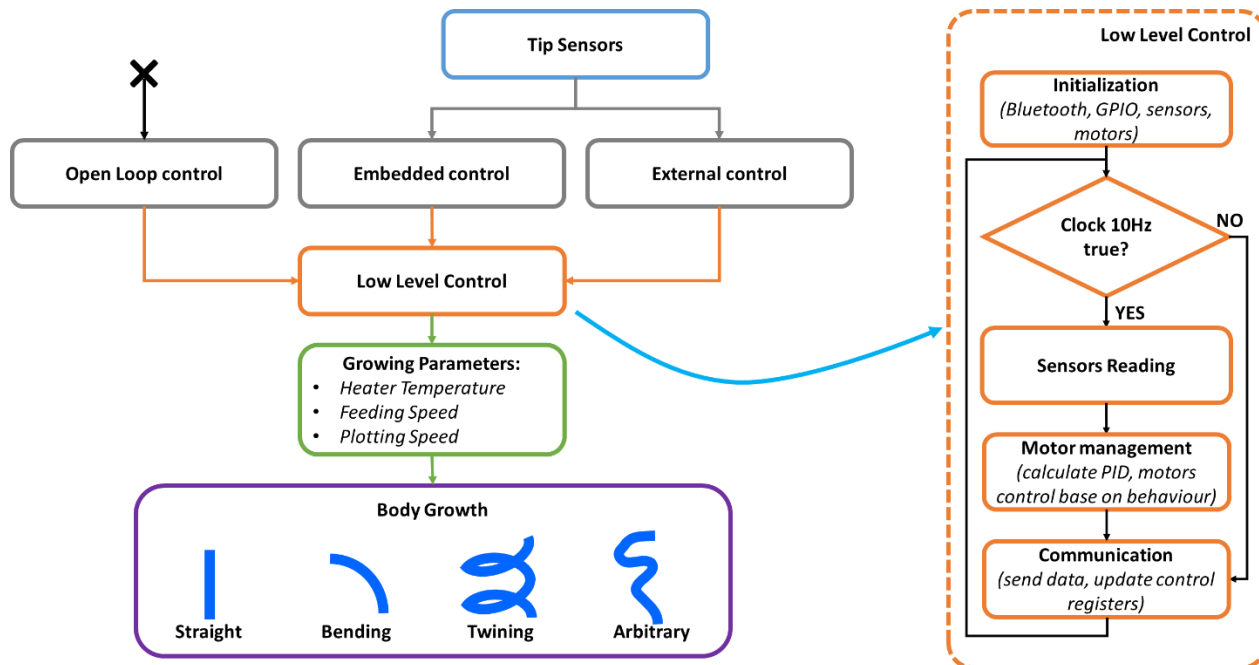 Tip Sensors
Open Loop control
Embedded control
External control
Low Level Control
Growing Parameters:
• Heater Temperature
• Feeding Speed
• Plotting Speed
Body Growth
Straight
Bending
Twining
Arbitrary
Low Level Control
Initialization
(Bluetooth, GPIO, sensors,
motors)
Clock 10Hz
true?
NO
YES
Sensors Reading
Motor management
(calculate PID, motors
control base on behaviour)
Communication
(send data, update control
registers)